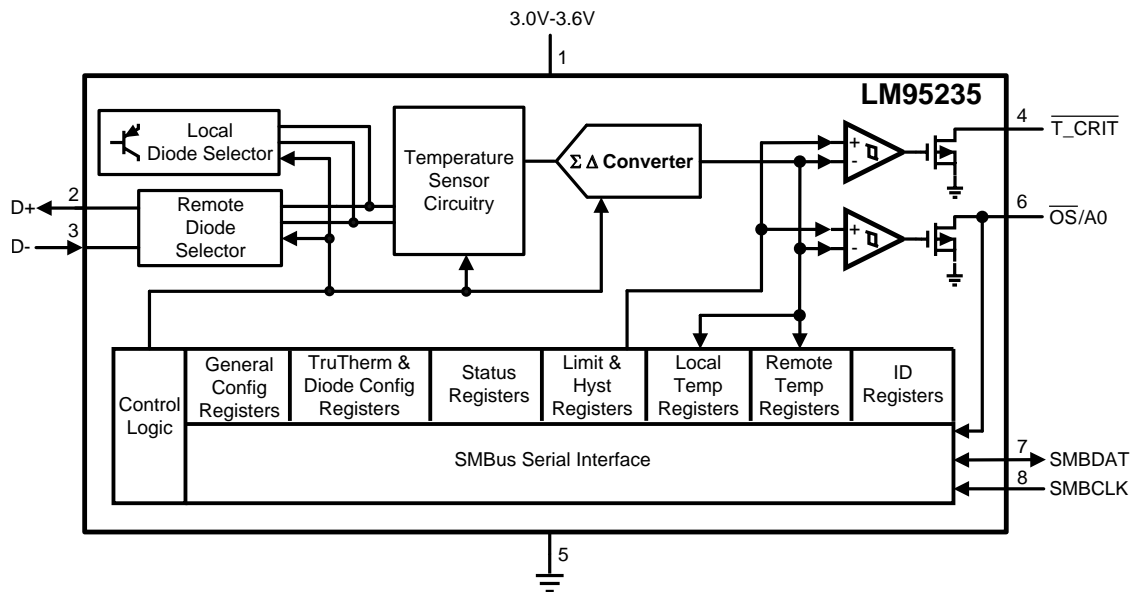 3.0V-3.6V
1
LM95235
Local
Diode Selector
Temperature
Sensor
Circuitry
Σ Δ Converter
+
-
4
T_CRIT
D+
2
Remote
Diode
Selector
D-
3
+
-
6
OS/A0
Control
Logic
General
Config
Registers
TruTherm &
Diode Config
Registers
Status
Registers
Limit &
Hyst
Registers
Local
Temp
Registers
Remote
Temp
Registers
ID
Registers
SMBus Serial Interface
7
SMBDAT
8
SMBCLK
5